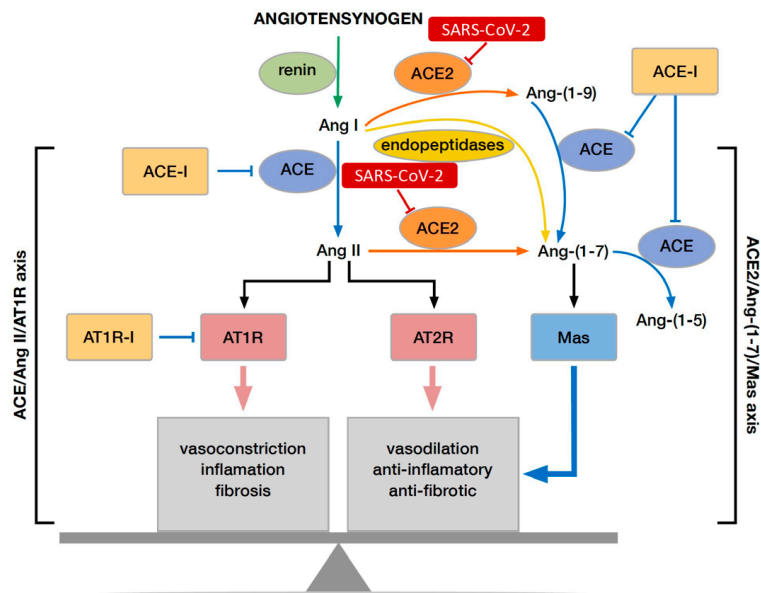 ANGIOTENSYNOGEN
SARS-CoV-2
renin
ACE2
ACE-I
Ang-(1-9)
Ang I
endopeptidases
ACE
ACE-I
ACE
SARS-CoV-2
ACE2
ACE
Ang II
Ang-(1-7)
Ang-(1-5)
AT1R-I
AT1R
AT2R
Mas
ACE/Ang II/AT1R axis
ACE2/Ang-(1-7)/Mas axis
vasoconstriction
inflamation
fibrosis
vasodilation
anti-inflamatory
anti-fibrotic